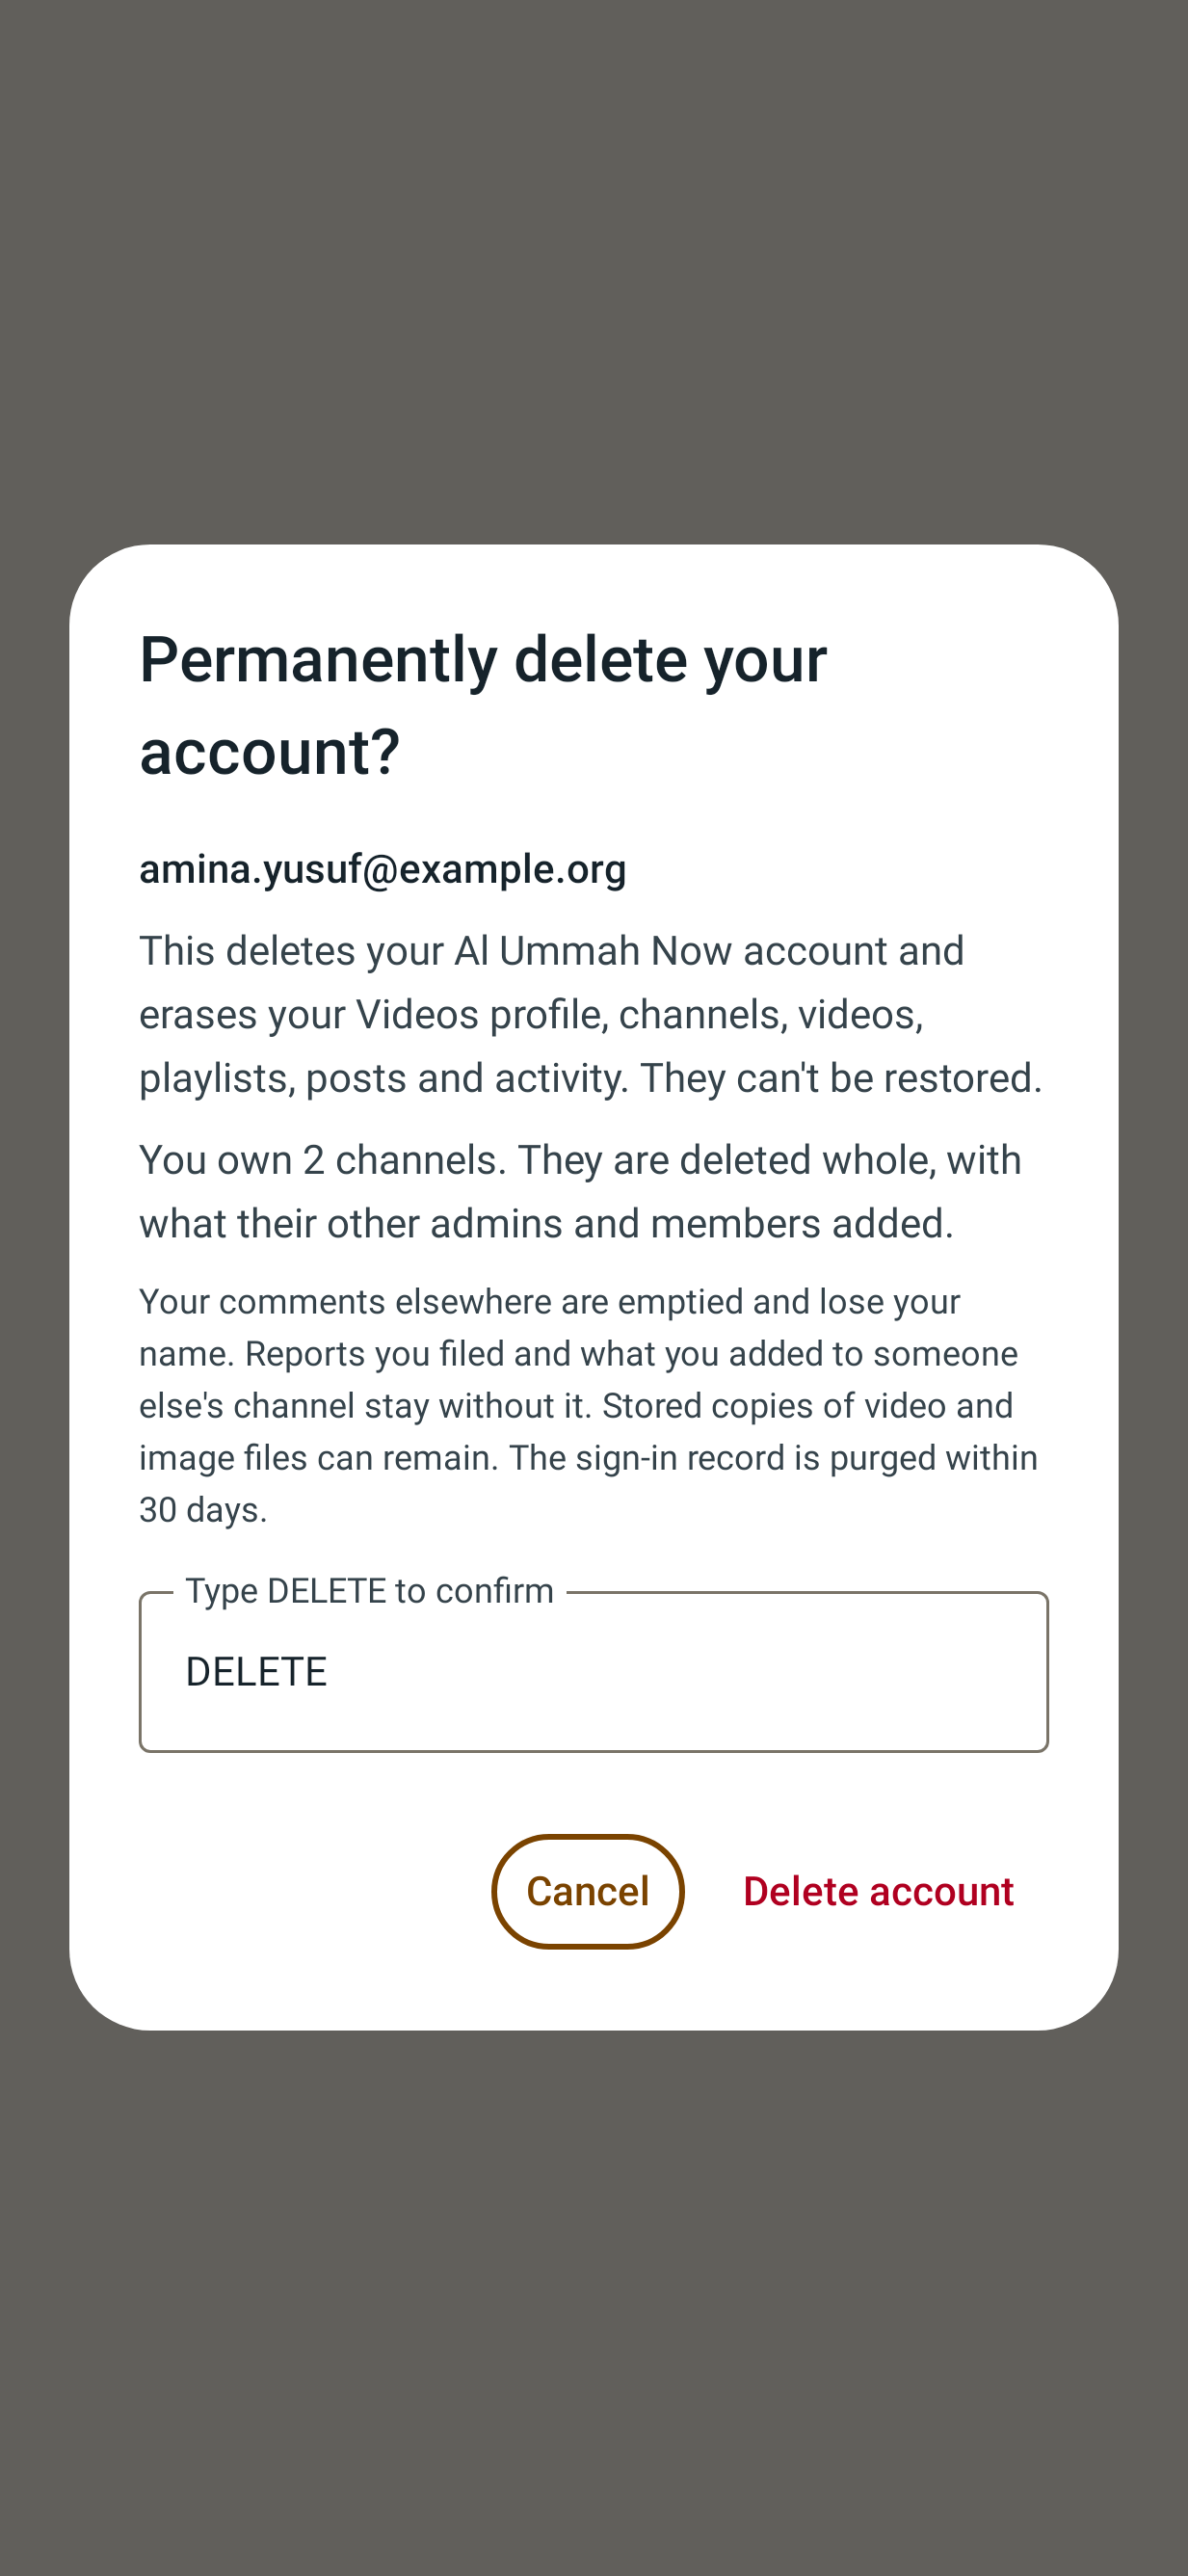 Permanently delete your
account?
amina.yusuf@example.org
This deletes your Al Ummah Now account and
erases your Videos profile, channels, videos,
playlists, posts and activity. They can't be restored.
You own 2 channels. They are deleted whole, with
what their other admins and members added.
Your comments elsewhere are emptied and lose your
name. Reports you filed and what you added to someone
else's channel stay without it. Stored copies of video and
image files can remain. The sign-in record is purged within
30 days.
Type DELETE to confirm
DELETE
Cancel Delete account